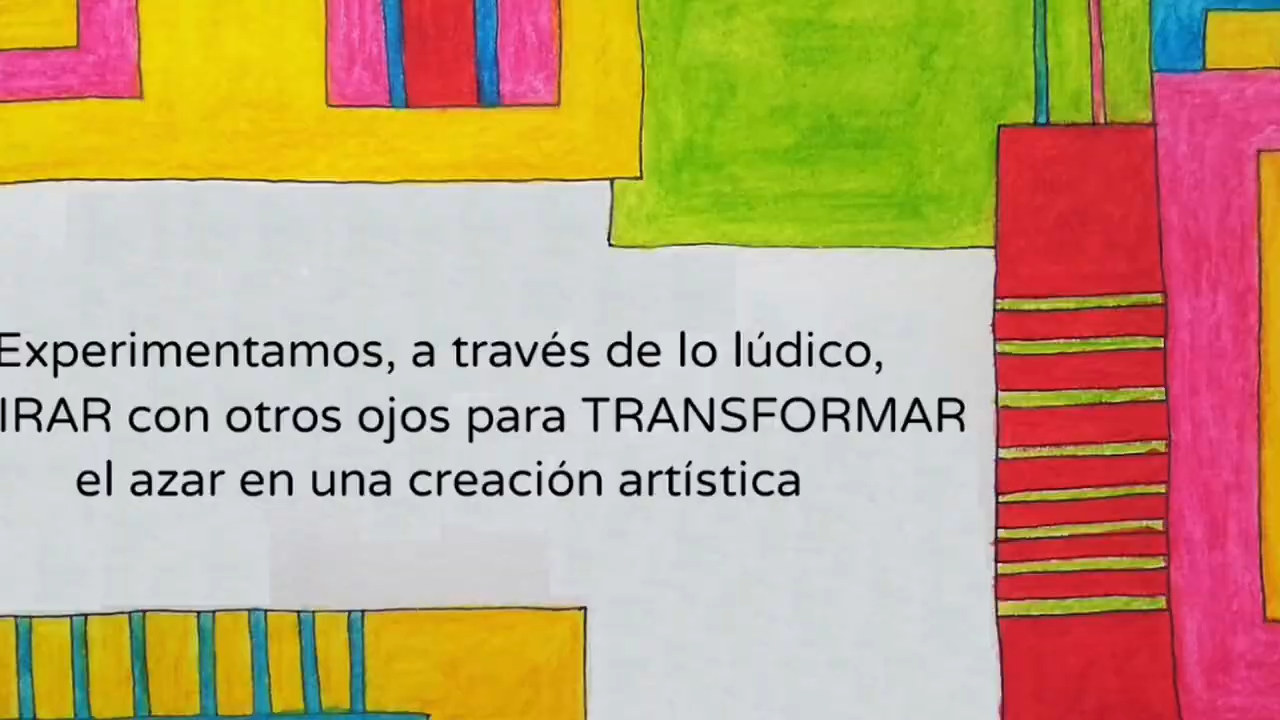 Experimentamos, a través de lo lúdico,
IRAR con otros ojos para TRANSFORMAR
el azar en una creación artística